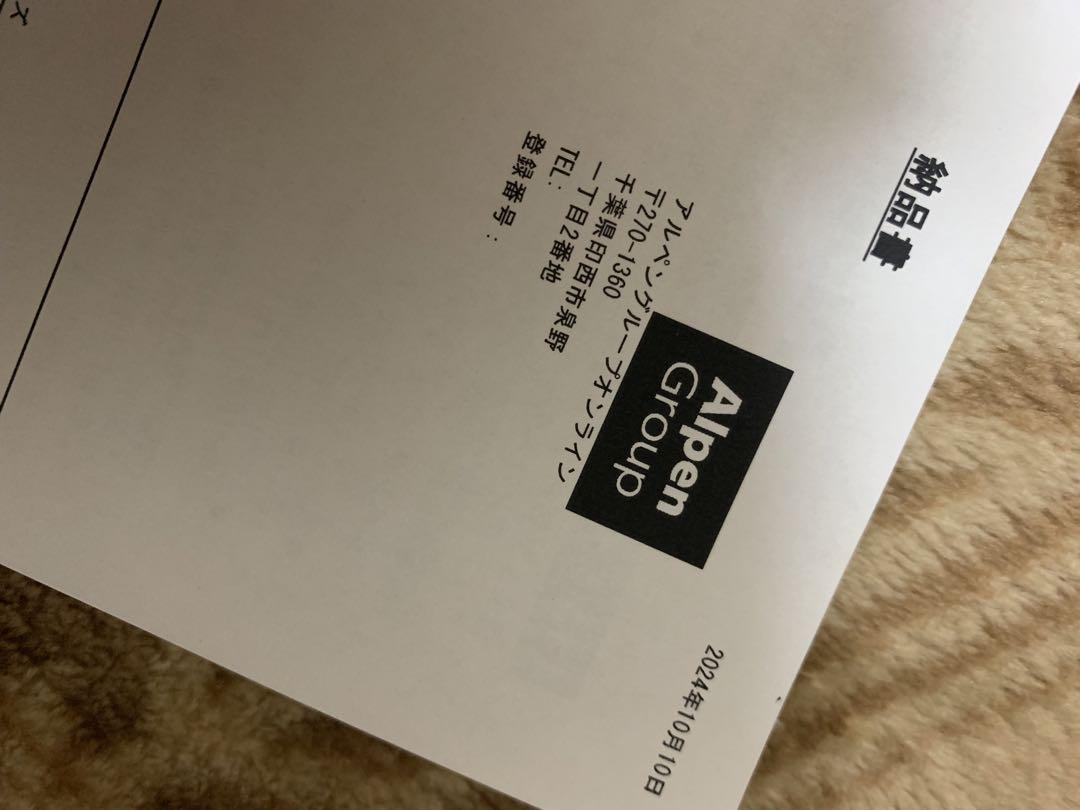 納品書
2024年10月10日
Alpen
Group
アルペングループオンライン
〒270-1360
千葉県印西市泉野
一丁目2番地
TEL:
登録番号:
ズ